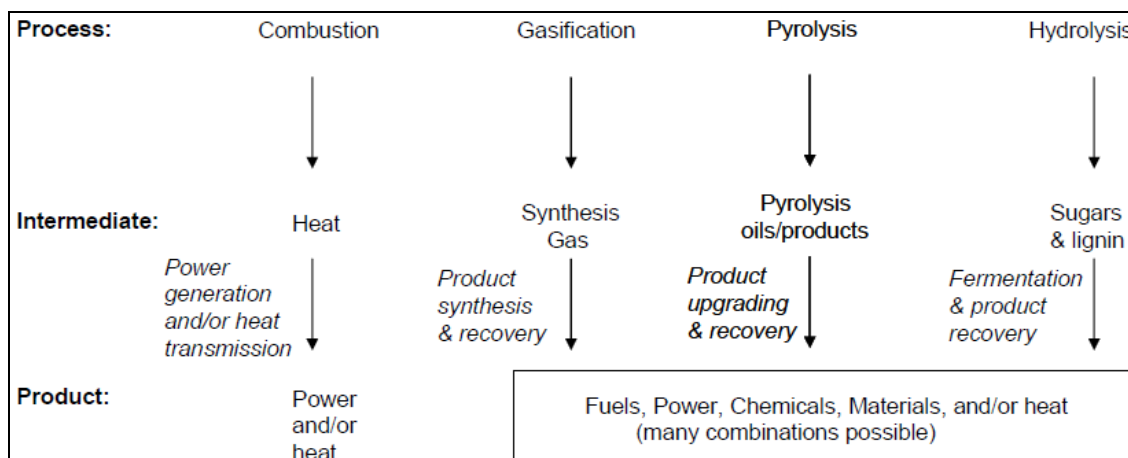 Process: Combustion Gasification Pyrolysis Hydrolysis
Intermediate: Heat Synthesis Gas Pyrolysis oils/products Sugars & lignin
Power generation and/or heat transmission
Product synthesis & recovery
Product upgrading & recovery
Fermentation & product recovery
Product: Power and/or heat
Fuels, Power, Chemicals, Materials, and/or heat
(many combinations possible)